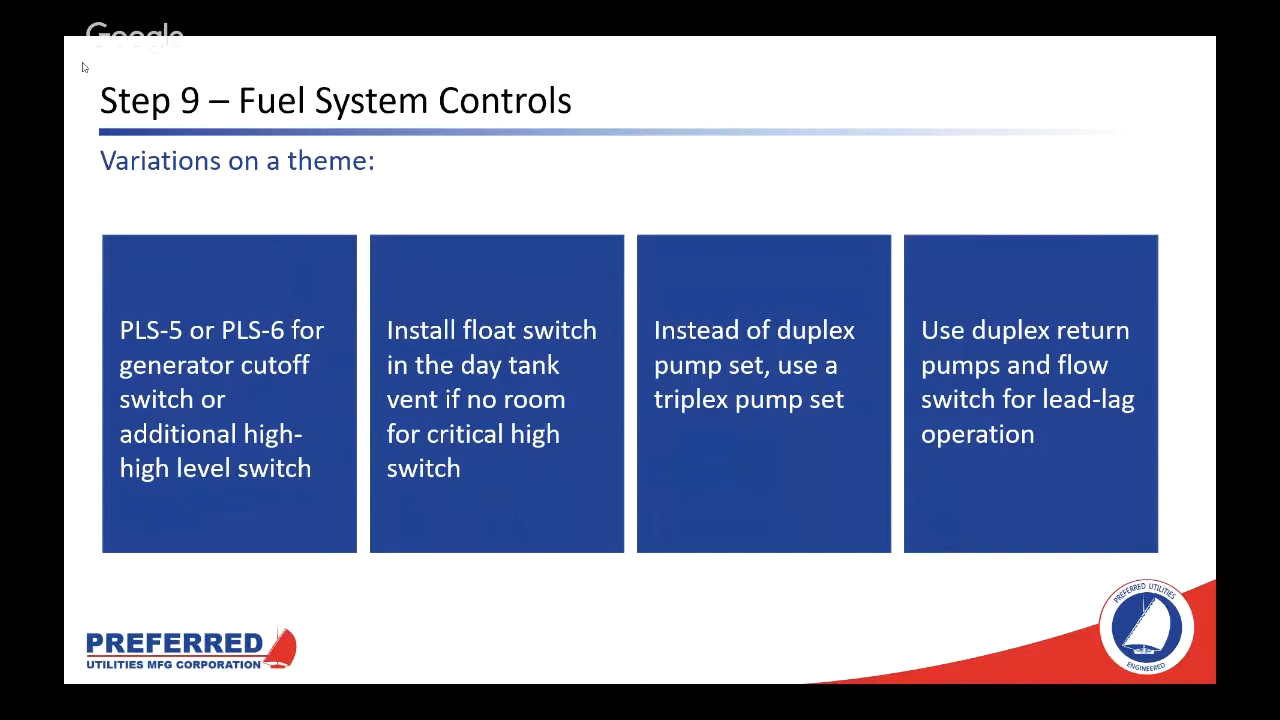 Google
Step 9 – Fuel System Controls
Variations on a theme:
PLS-5 or PLS-6 for
generator cutoff
switch or
additional high-
high level switch
Install float switch
in the day tank
vent if no room
for critical high
switch
Instead of duplex
pump set, use a
triplex pump set
Use duplex return
pumps and flow
switch for lead-lag
operation
PREFERRED
UTILITIES MFG CORPORATION
PREFERRED UTILITIES
ENGINEERED